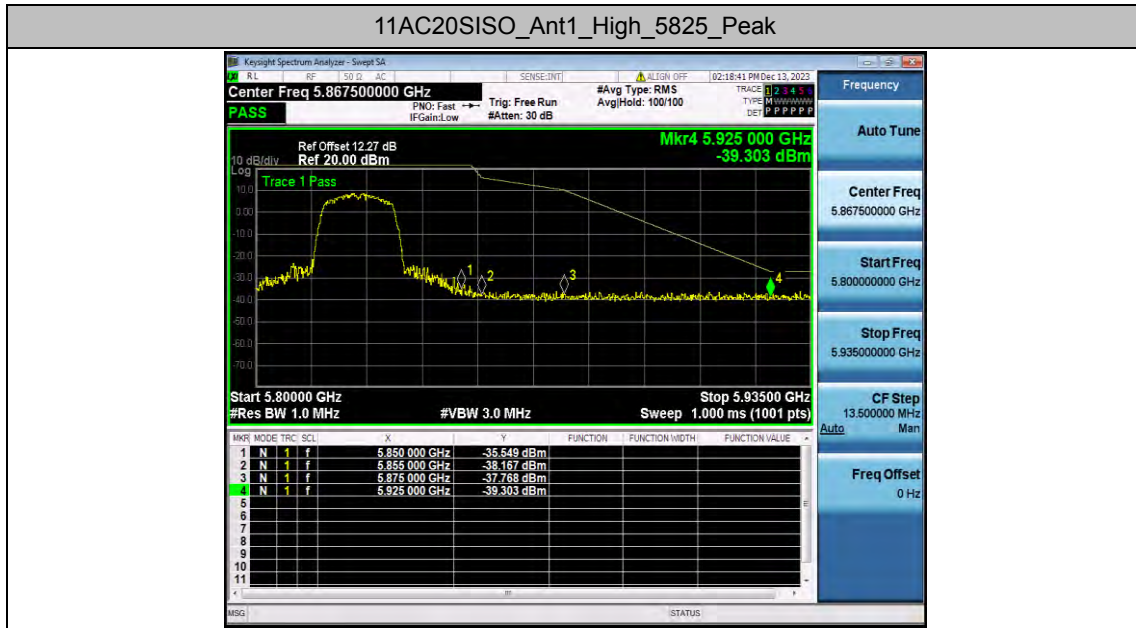 11AC20SISO_Ant1_High_5825_Peak
Keysight Spectrum Analyzer - Swept SA
RL RF 50 Ω AC SENSE:INT ALIGN OFF 02:18:41 PM Dec 13, 2023
Center Freq 5.867500000 GHz
PNO: Fast Trig: Free Run #Avg Type: RMS TRACE 1 2 3 4 5 6
PASS IFGain:Low #Atten: 30 dB Avg|Hold: 100/100 TYPE M W W W W W
DET P P P P P P
Frequency
Auto Tune
Mkr4 5.925 000 GHz
-39.303 dBm
Ref Offset 12.27 dB
10 dB/div Ref 20.00 dBm
Log
Trace 1 Pass
10.0
0.00
-10.0
-20.0
-30.0
-40.0
-50.0
-60.0
-70.0
1 2 3 4
Start 5.80000 GHz Stop 5.93500 GHz
#Res BW 1.0 MHz #VBW 3.0 MHz Sweep 1.000 ms (1001 pts)
MKR MODE TRC SCL X Y FUNCTION FUNCTION WIDTH FUNCTION VALUE
1 N 1 f 5.850 000 GHz -35.549 dBm
2 N 1 f 5.855 000 GHz -38.167 dBm
3 N 1 f 5.875 000 GHz -37.768 dBm
4 N 1 f 5.925 000 GHz -39.303 dBm
5
6
7
8
9
10
11
MSG STATUS
Center Freq
5.867500000 GHz
Start Freq
5.800000000 GHz
Stop Freq
5.935000000 GHz
CF Step
13.500000 MHz
Auto Man
Freq Offset
0 Hz